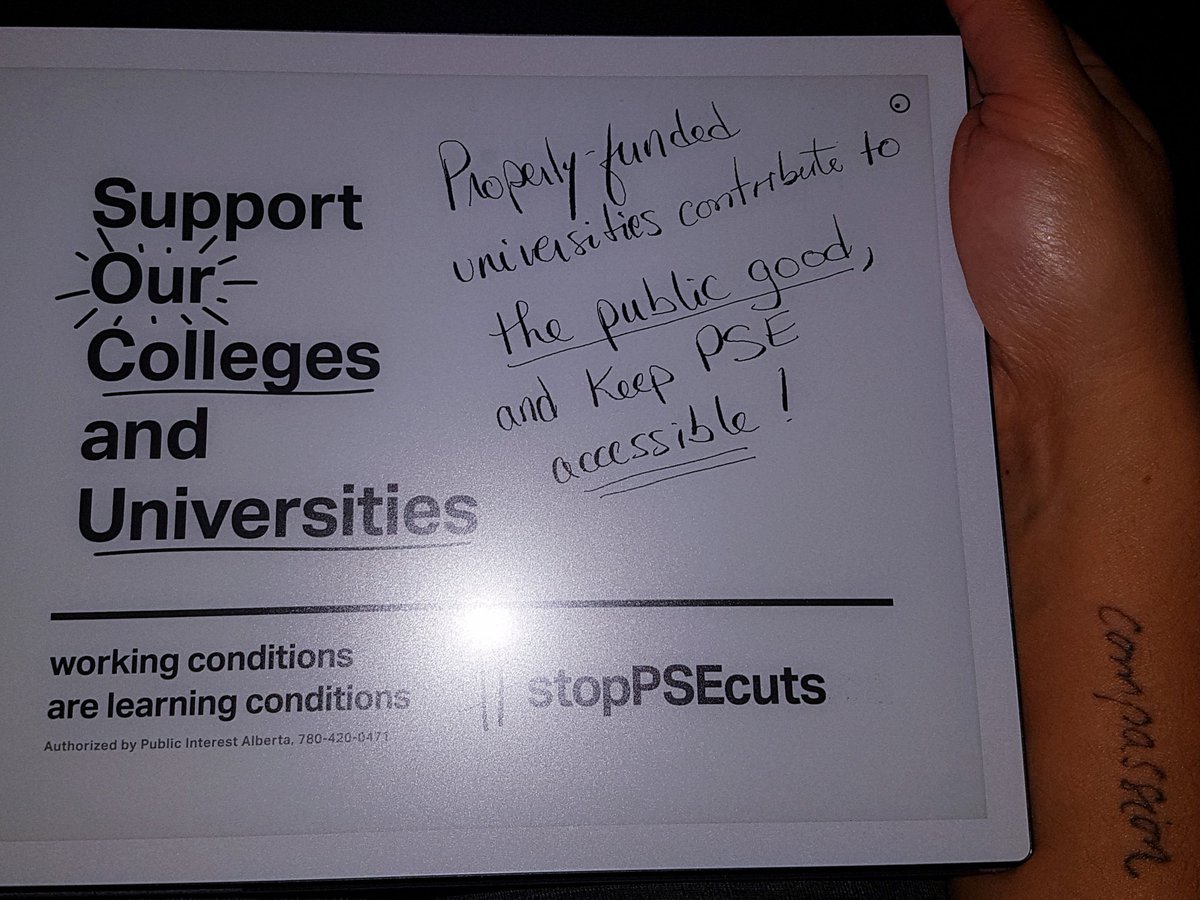 Support
Our
Colleges
and
Universities
Properly-funded
universities contribute to
the public good,
and keep PSE
accessible!
working conditions
are learning conditions
Authorized by Public Interest Alberta, 780-420-0471
stopPSEcuts
compassion